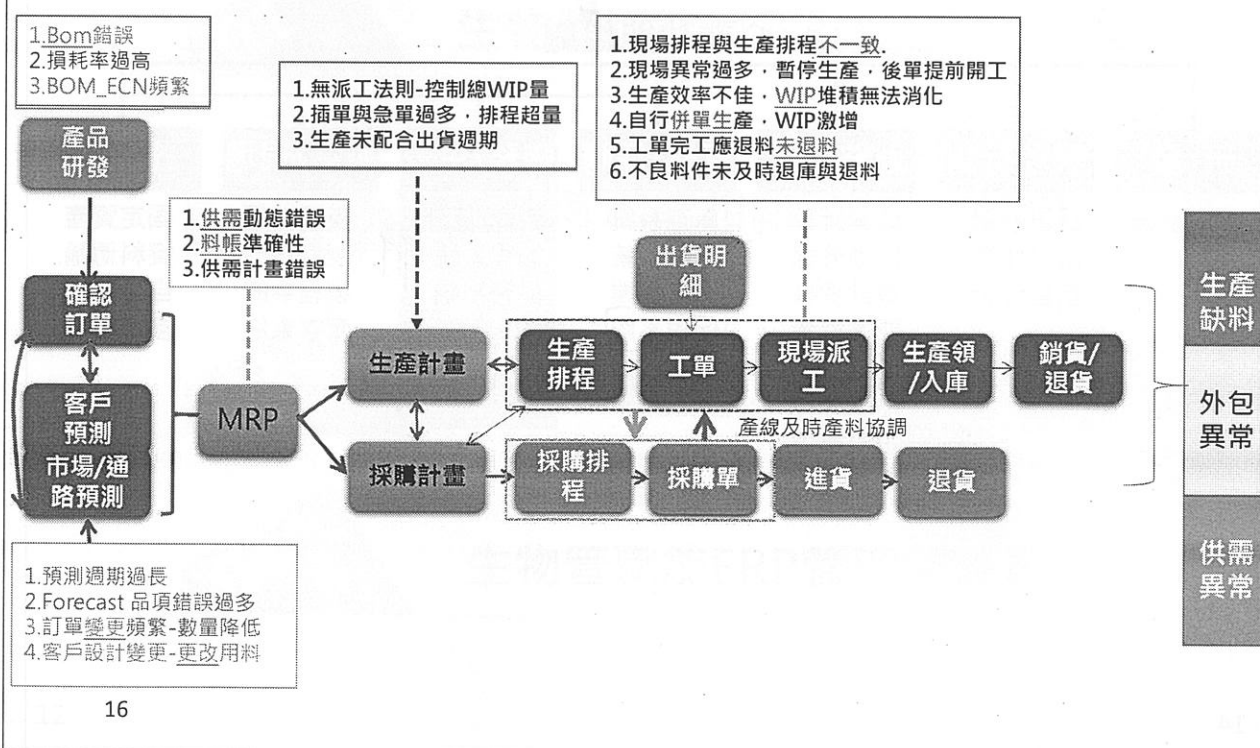 1.Bom錯誤
2.損耗率過高
3.BOM_ECN頻繁
產品
研發
1.無派工法則-控制總WIP量
2.插單與急單過多，排程超量
3.生產未配合出貨週期
1.現場排程與生產排程不一致.
2.現場異常過多，暫停生產，後單提前開工
3.生產效率不佳，WIP堆積無法消化
4.自行併單生產，WIP激增
5.工單完工應退料未退料
6.不良料件未及時退庫與退料
1.供需動態錯誤
2.料帳準確性
3.供需計畫錯誤
出貨明
細
確認
訂單
客戶
預測
市場/通
路預測
MRP
生產計畫
生產
排程
工單
現場派
工
生產領
/入庫
銷貨/
退貨
產線及時產料協調
採購計畫
採購排
程
採購單
進貨
退貨
生產
缺料
外包
異常
供需
異常
1.預測週期過長
2.Forecast 品項錯誤過多
3.訂單變更頻繁-數量降低
4.客戶設計變更-更改用料
16